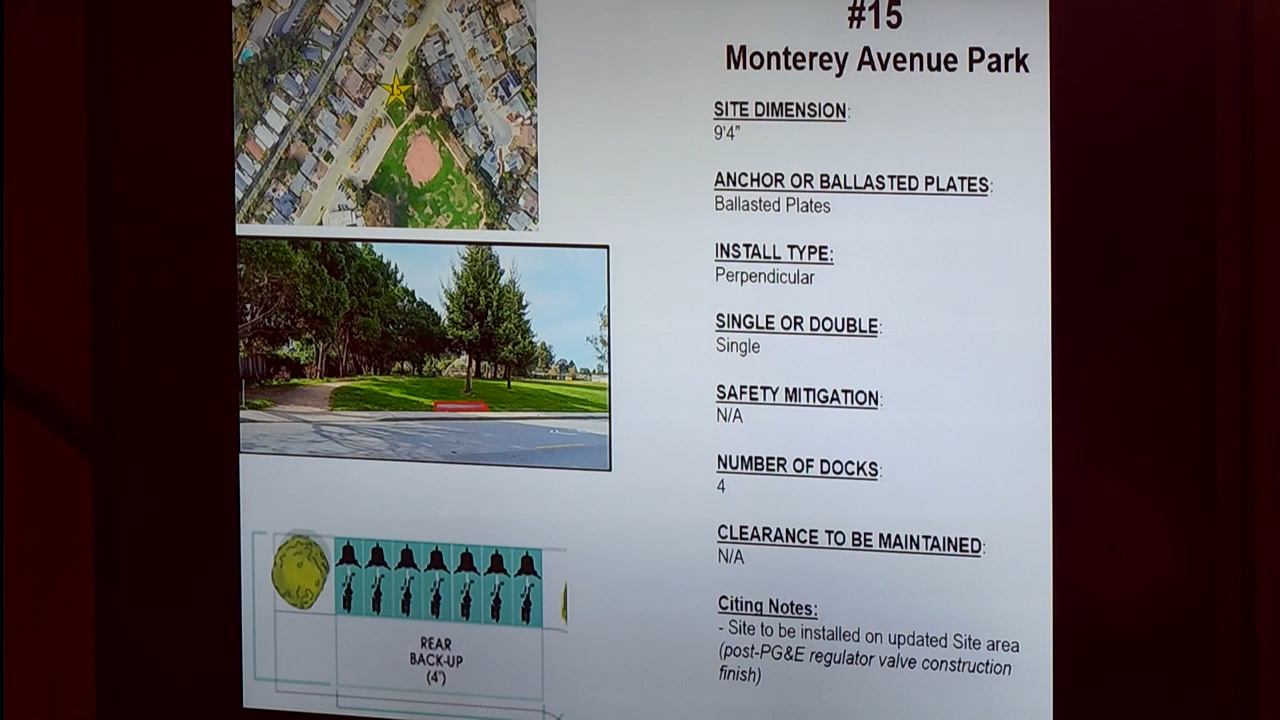 #15
Monterey Avenue Park
SITE DIMENSION:
9'4"
ANCHOR OR BALLASTED PLATES:
Ballasted Plates
INSTALL TYPE:
Perpendicular
SINGLE OR DOUBLE:
Single
SAFETY MITIGATION:
N/A
NUMBER OF DOCKS:
4
CLEARANCE TO BE MAINTAINED:
N/A
Citing Notes:
- Site to be installed on updated Site area
(post-PG&E regulator valve construction
finish)
15
REAR
BACK-UP
(4')